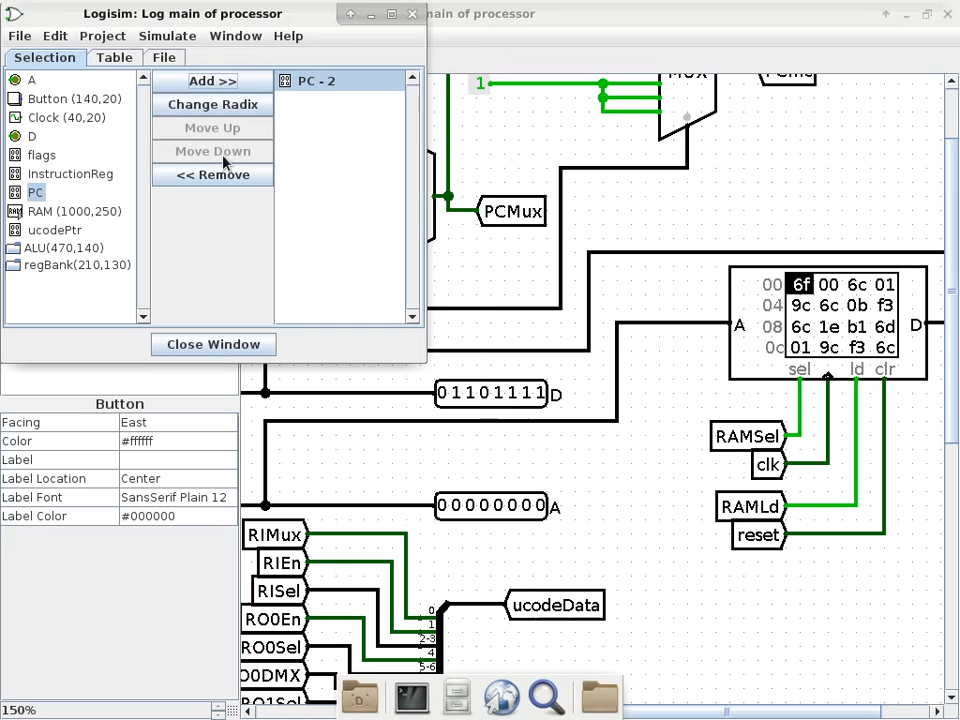 Logisim: Log main of processor
main of processor
File Edit Project Simulate Window Help
Selection Table File
A
Button (140,20)
Clock (40,20)
D
flags
InstructionReg
PC
RAM (1000,250)
ucodePtr
ALU(470,140)
regBank(210,130)
Add >>
Change Radix
Move Up
Move Down
<< Remove
PC - 2
Close Window
Button
Facing East
Color #ffffff
Label
Label Location Center
Label Font SansSerif Plain 12
Label Color #000000
150%
1
PCMux
A
00 6f 00 6c 01
04 9c 6c 0b f3
08 6c 1e b1 6d
0c 01 9c f3 6c
D
sel ld clr
01101111 D
RAMSel
clk
00000000 A
RAMLd
reset
RIMux
RIEn
RISel
RO0En
RO0Sel
O0DMX
0
1
2-3
4
5-6
ucodeData